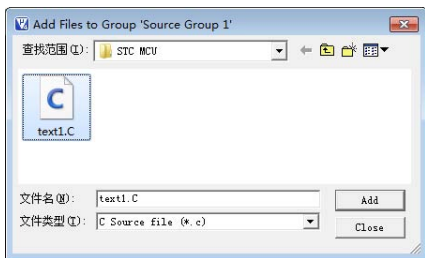 Add Files to Group 'Source Group 1'
查找范围(I): STC MCU
C
text1.C
文件名(N): text1.C Add
文件类型(T): C Source file (*.c) Close